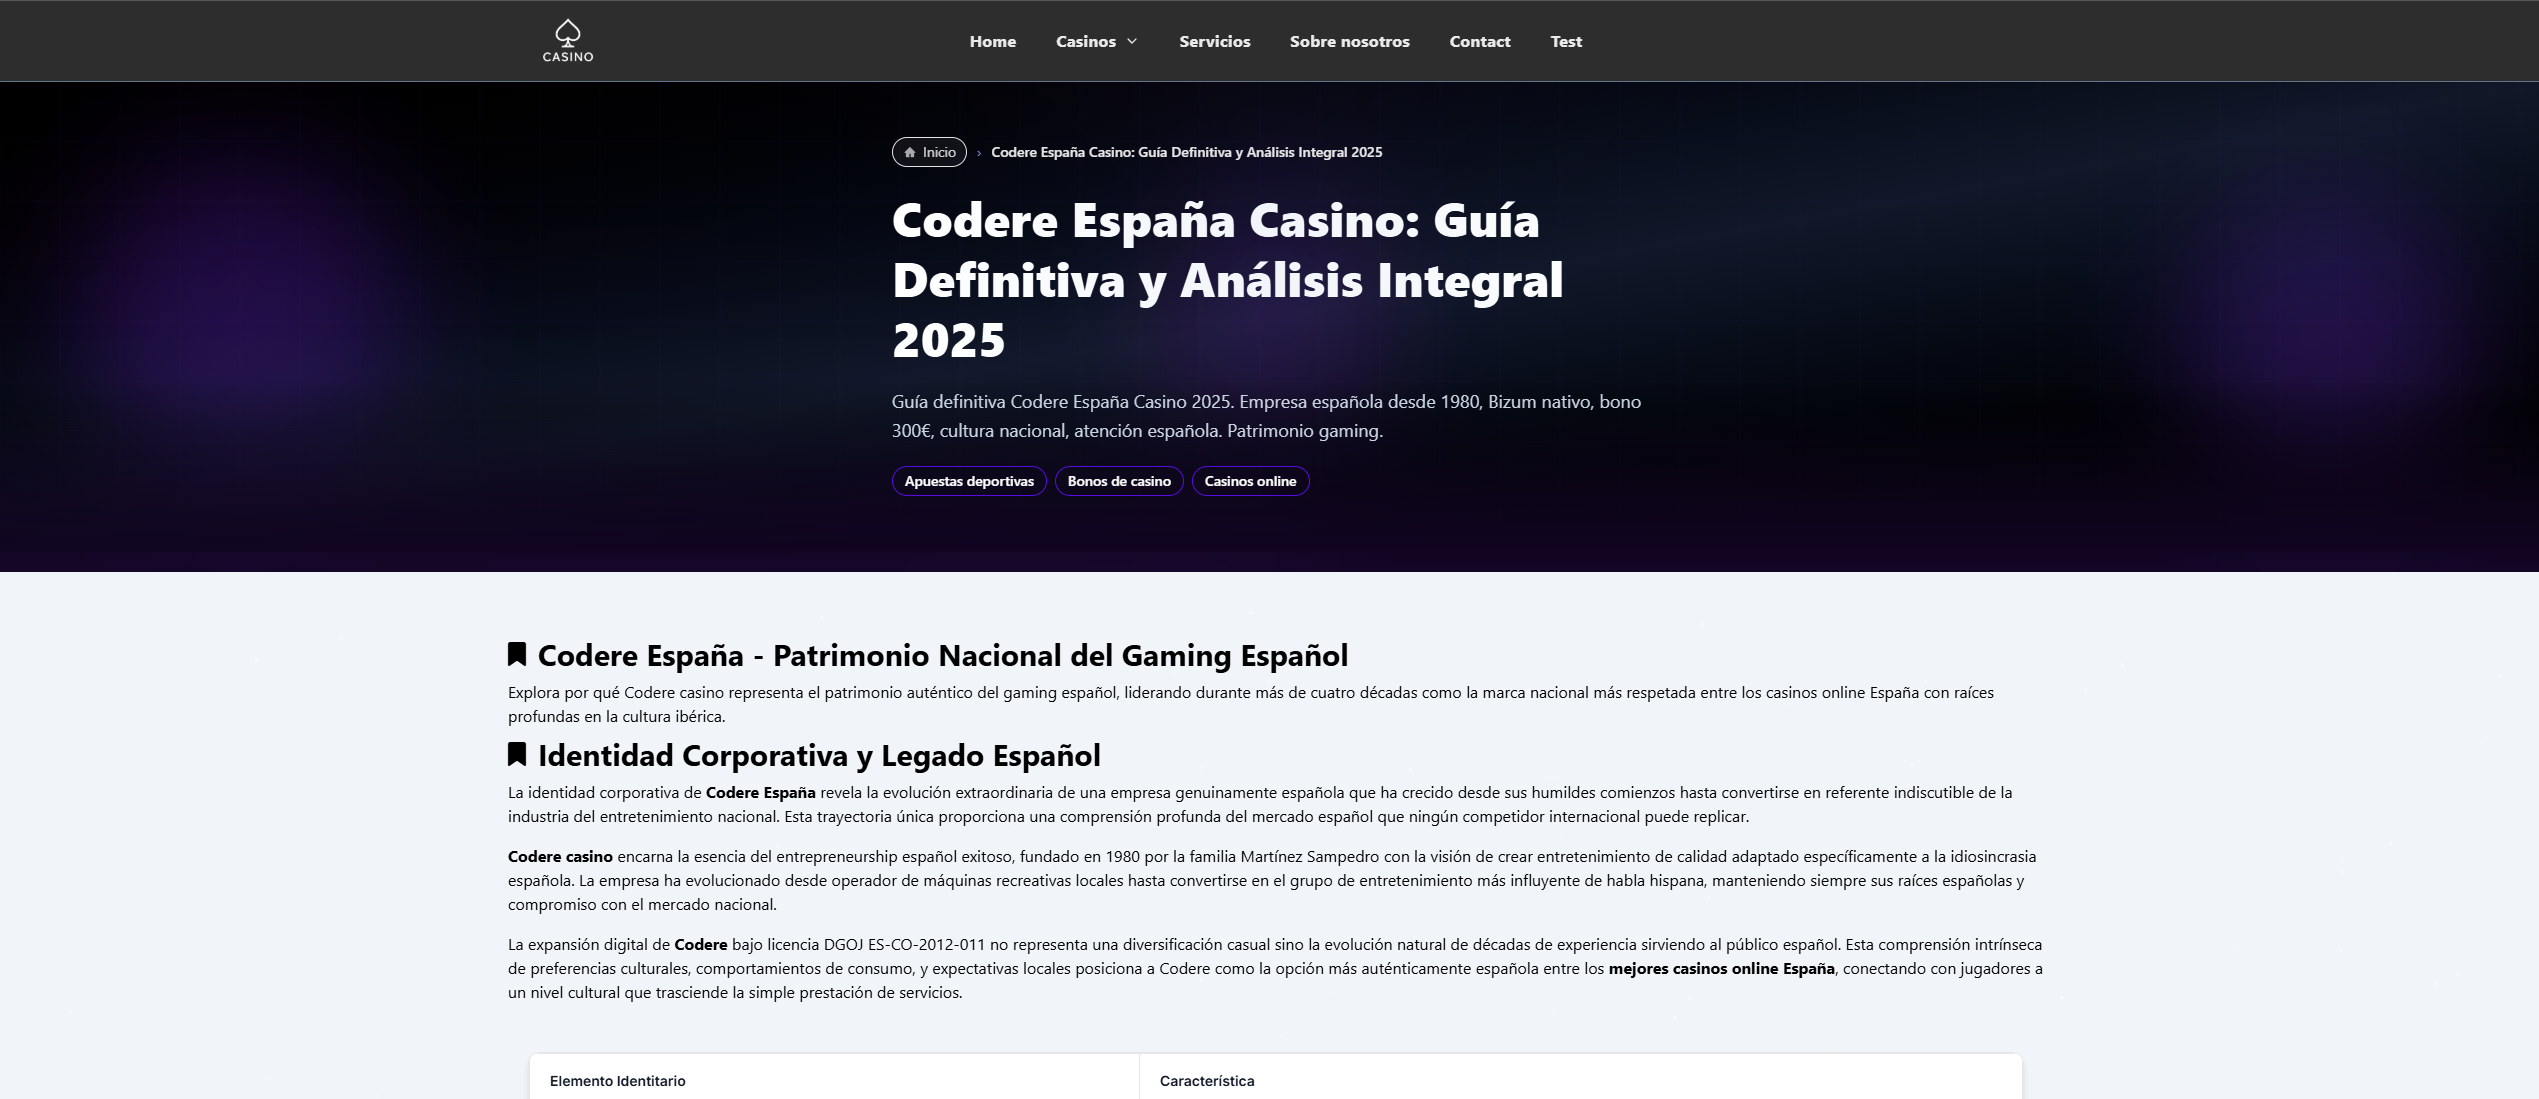 CASINO
Home
Casinos
Servicios
Sobre nosotros
Contact
Test
Inicio › Codere España Casino: Guía Definitiva y Análisis Integral 2025
Codere España Casino: Guía
Definitiva y Análisis Integral
2025
Guía definitiva Codere España Casino 2025. Empresa española desde 1980, Bizum nativo, bono
300€, cultura nacional, atención española. Patrimonio gaming.
Apuestas deportivas
Bonos de casino
Casinos online
Codere España - Patrimonio Nacional del Gaming Español
Explora por qué Codere casino representa el patrimonio auténtico del gaming español, liderando durante más de cuatro décadas como la marca nacional más respetada entre los casinos online España con raíces
profundas en la cultura ibérica.
Identidad Corporativa y Legado Español
La identidad corporativa de Codere España revela la evolución extraordinaria de una empresa genuinamente española que ha crecido desde sus humildes comienzos hasta convertirse en referente indiscutible de la
industria del entretenimiento nacional. Esta trayectoria única proporciona una comprensión profunda del mercado español que ningún competidor internacional puede replicar.
Codere casino encarna la esencia del entrepreneurship español exitoso, fundado en 1980 por la familia Martínez Sampedro con la visión de crear entretenimiento de calidad adaptado específicamente a la idiosincrasia
española. La empresa ha evolucionado desde operador de máquinas recreativas locales hasta convertirse en el grupo de entretenimiento más influyente de habla hispana, manteniendo siempre sus raíces españolas y
compromiso con el mercado nacional.
La expansión digital de Codere bajo licencia DGOJ ES-CO-2012-011 no representa una diversificación casual sino la evolución natural de décadas de experiencia sirviendo al público español. Esta comprensión intrínseca
de preferencias culturales, comportamientos de consumo, y expectativas locales posiciona a Codere como la opción más auténticamente española entre los mejores casinos online España, conectando con jugadores a
un nivel cultural que trasciende la simple prestación de servicios.
Elemento Identitario
Característica